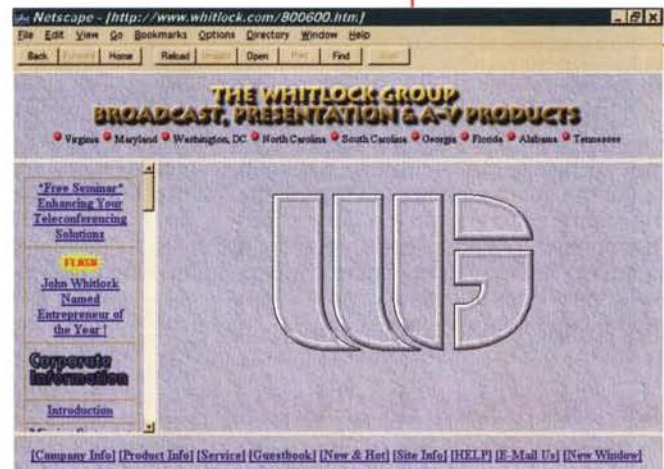 Netscape - [http://www.whitlock.com/800600.htm]
File Edit View Go Bookmarks Options Directory Window Help
Back Forward Home Reload Open Print Find
THE WHITLOCK GROUP
BROADCAST, PRESENTATION & A-V PRODUCTS
Virginia Maryland Washington, DC North Carolina South Carolina Georgia Florida Alabama Tennessee
*Free Seminar*
Enhancing Your
Teleconferencing
Solutions
FLASH
John Whitlock
Named
Entrepreneur of
the Year !
Corporate
Information
Introduction
WG
[Company Info] [Product Info] [Service] [Guestbook] [New & Hot] [Site Info] [HELP] [E-Mail Us] [New Window]